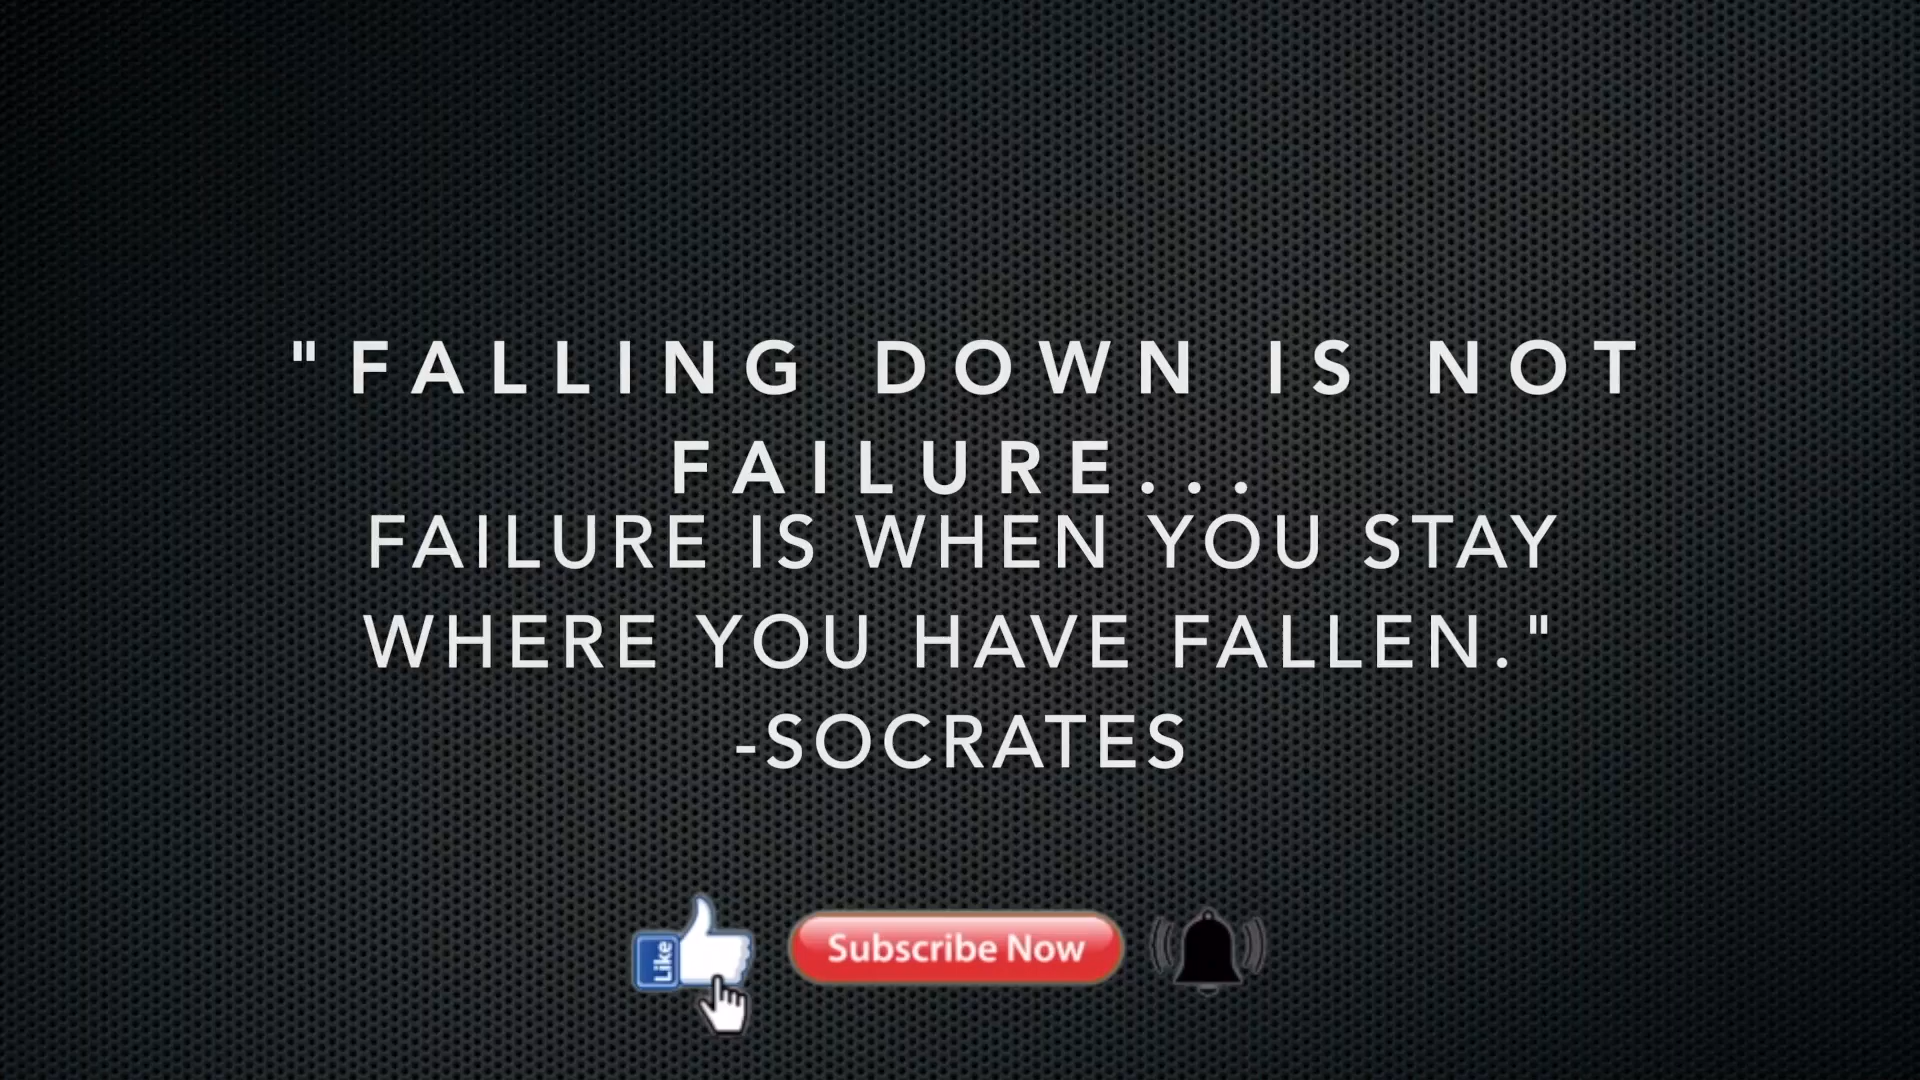 "FALLING DOWN IS NOT
FAILURE...
FAILURE IS WHEN YOU STAY
WHERE YOU HAVE FALLEN."
-SOCRATES
Like
Subscribe Now